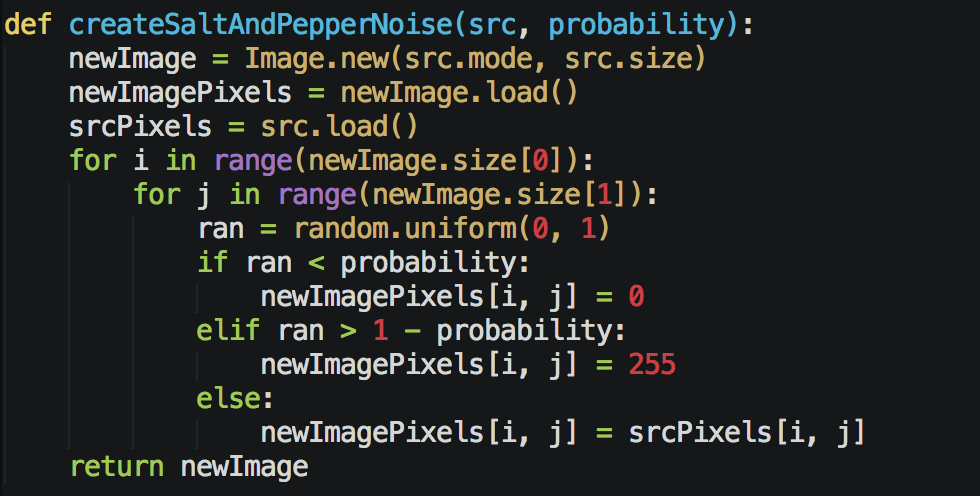 def createSaltAndPepperNoise(src, probability):
    newImage = Image.new(src.mode, src.size)
    newImagePixels = newImage.load()
    srcPixels = src.load()
    for i in range(newImage.size[0]):
        for j in range(newImage.size[1]):
            ran = random.uniform(0, 1)
            if ran < probability:
                newImagePixels[i, j] = 0
            elif ran > 1 - probability:
                newImagePixels[i, j] = 255
            else:
                newImagePixels[i, j] = srcPixels[i, j]
    return newImage